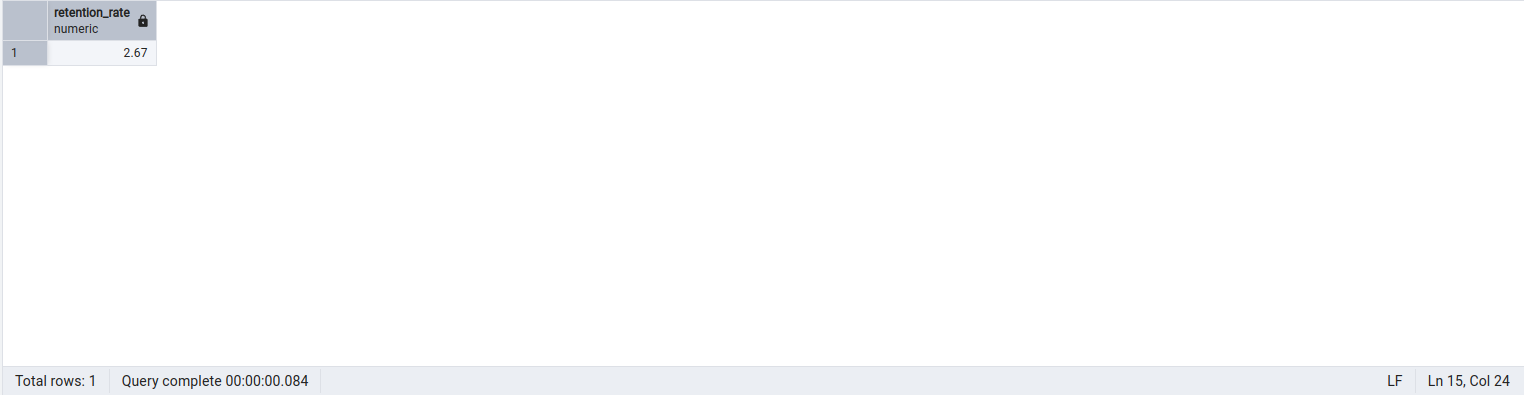 retention_rate
numeric
1 2.67
Total rows: 1 Query complete 00:00:00.084 LF Ln 15, Col 24